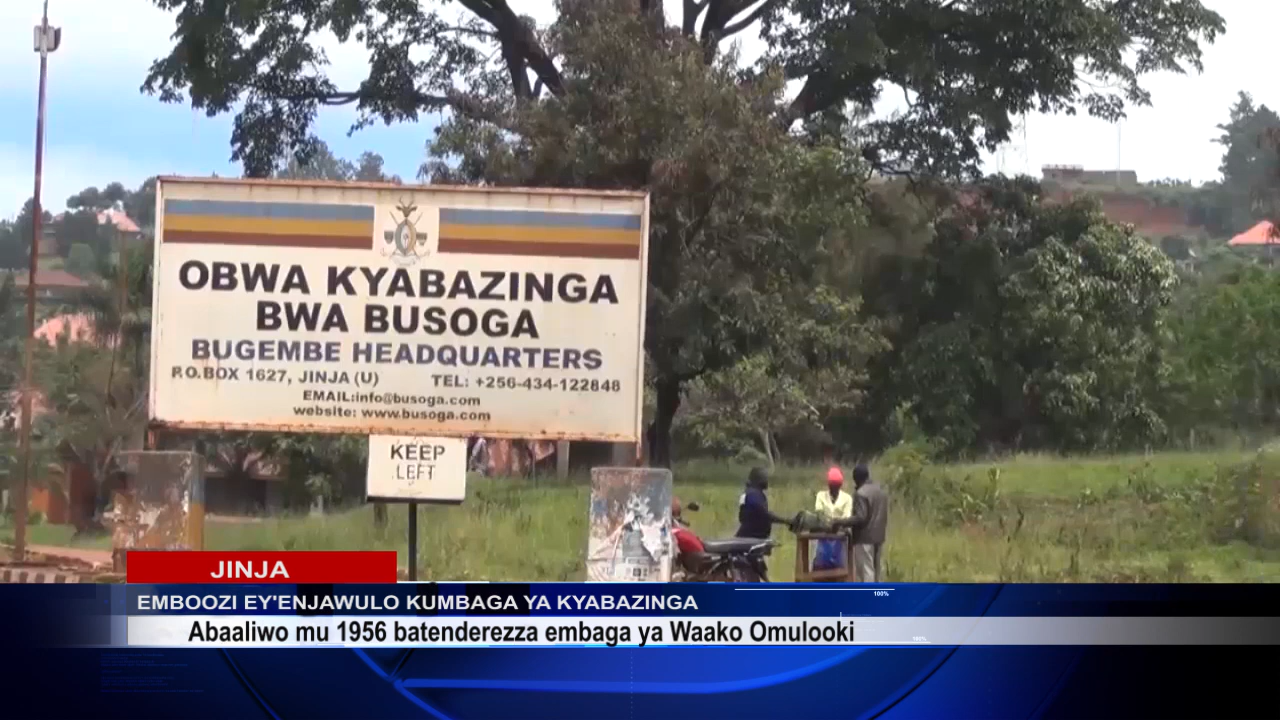 OBWA KYABAZINGA
BWA BUSOGA
BUGEMBE HEADQUARTERS
P.O.BOX 1627, JINJA (U) TEL: +256-434-122848
EMAIL:info@busoga.com
website: www.busoga.com
KEEP
LEFT
JINJA
EMBOOZI EY'ENJAWULO KUMBAGA YA KYABAZINGA
100%
Abaaliwo mu 1956 batenderezza embaga ya Waako Omulooki
100%